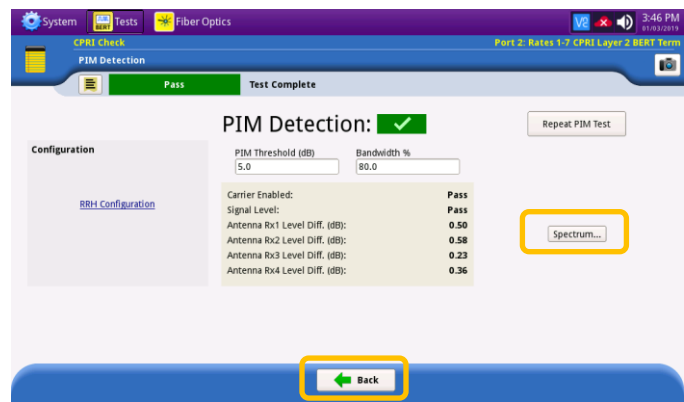 System Tests Fiber Optics 3:46 PM
01/03/2019
CPRI Check Port 2: Rates 1-7 CPRI Layer 2 BERT Term
PIM Detection
Pass Test Complete
PIM Detection:
Repeat PIM Test
Configuration
PIM Threshold (dB) Bandwidth %
5.0 80.0
RRH Configuration
Carrier Enabled: Pass
Signal Level: Pass
Antenna Rx1 Level Diff. (dB): 0.50
Antenna Rx2 Level Diff. (dB): 0.58
Antenna Rx3 Level Diff. (dB): 0.23
Antenna Rx4 Level Diff. (dB): 0.36
Spectrum...
Back